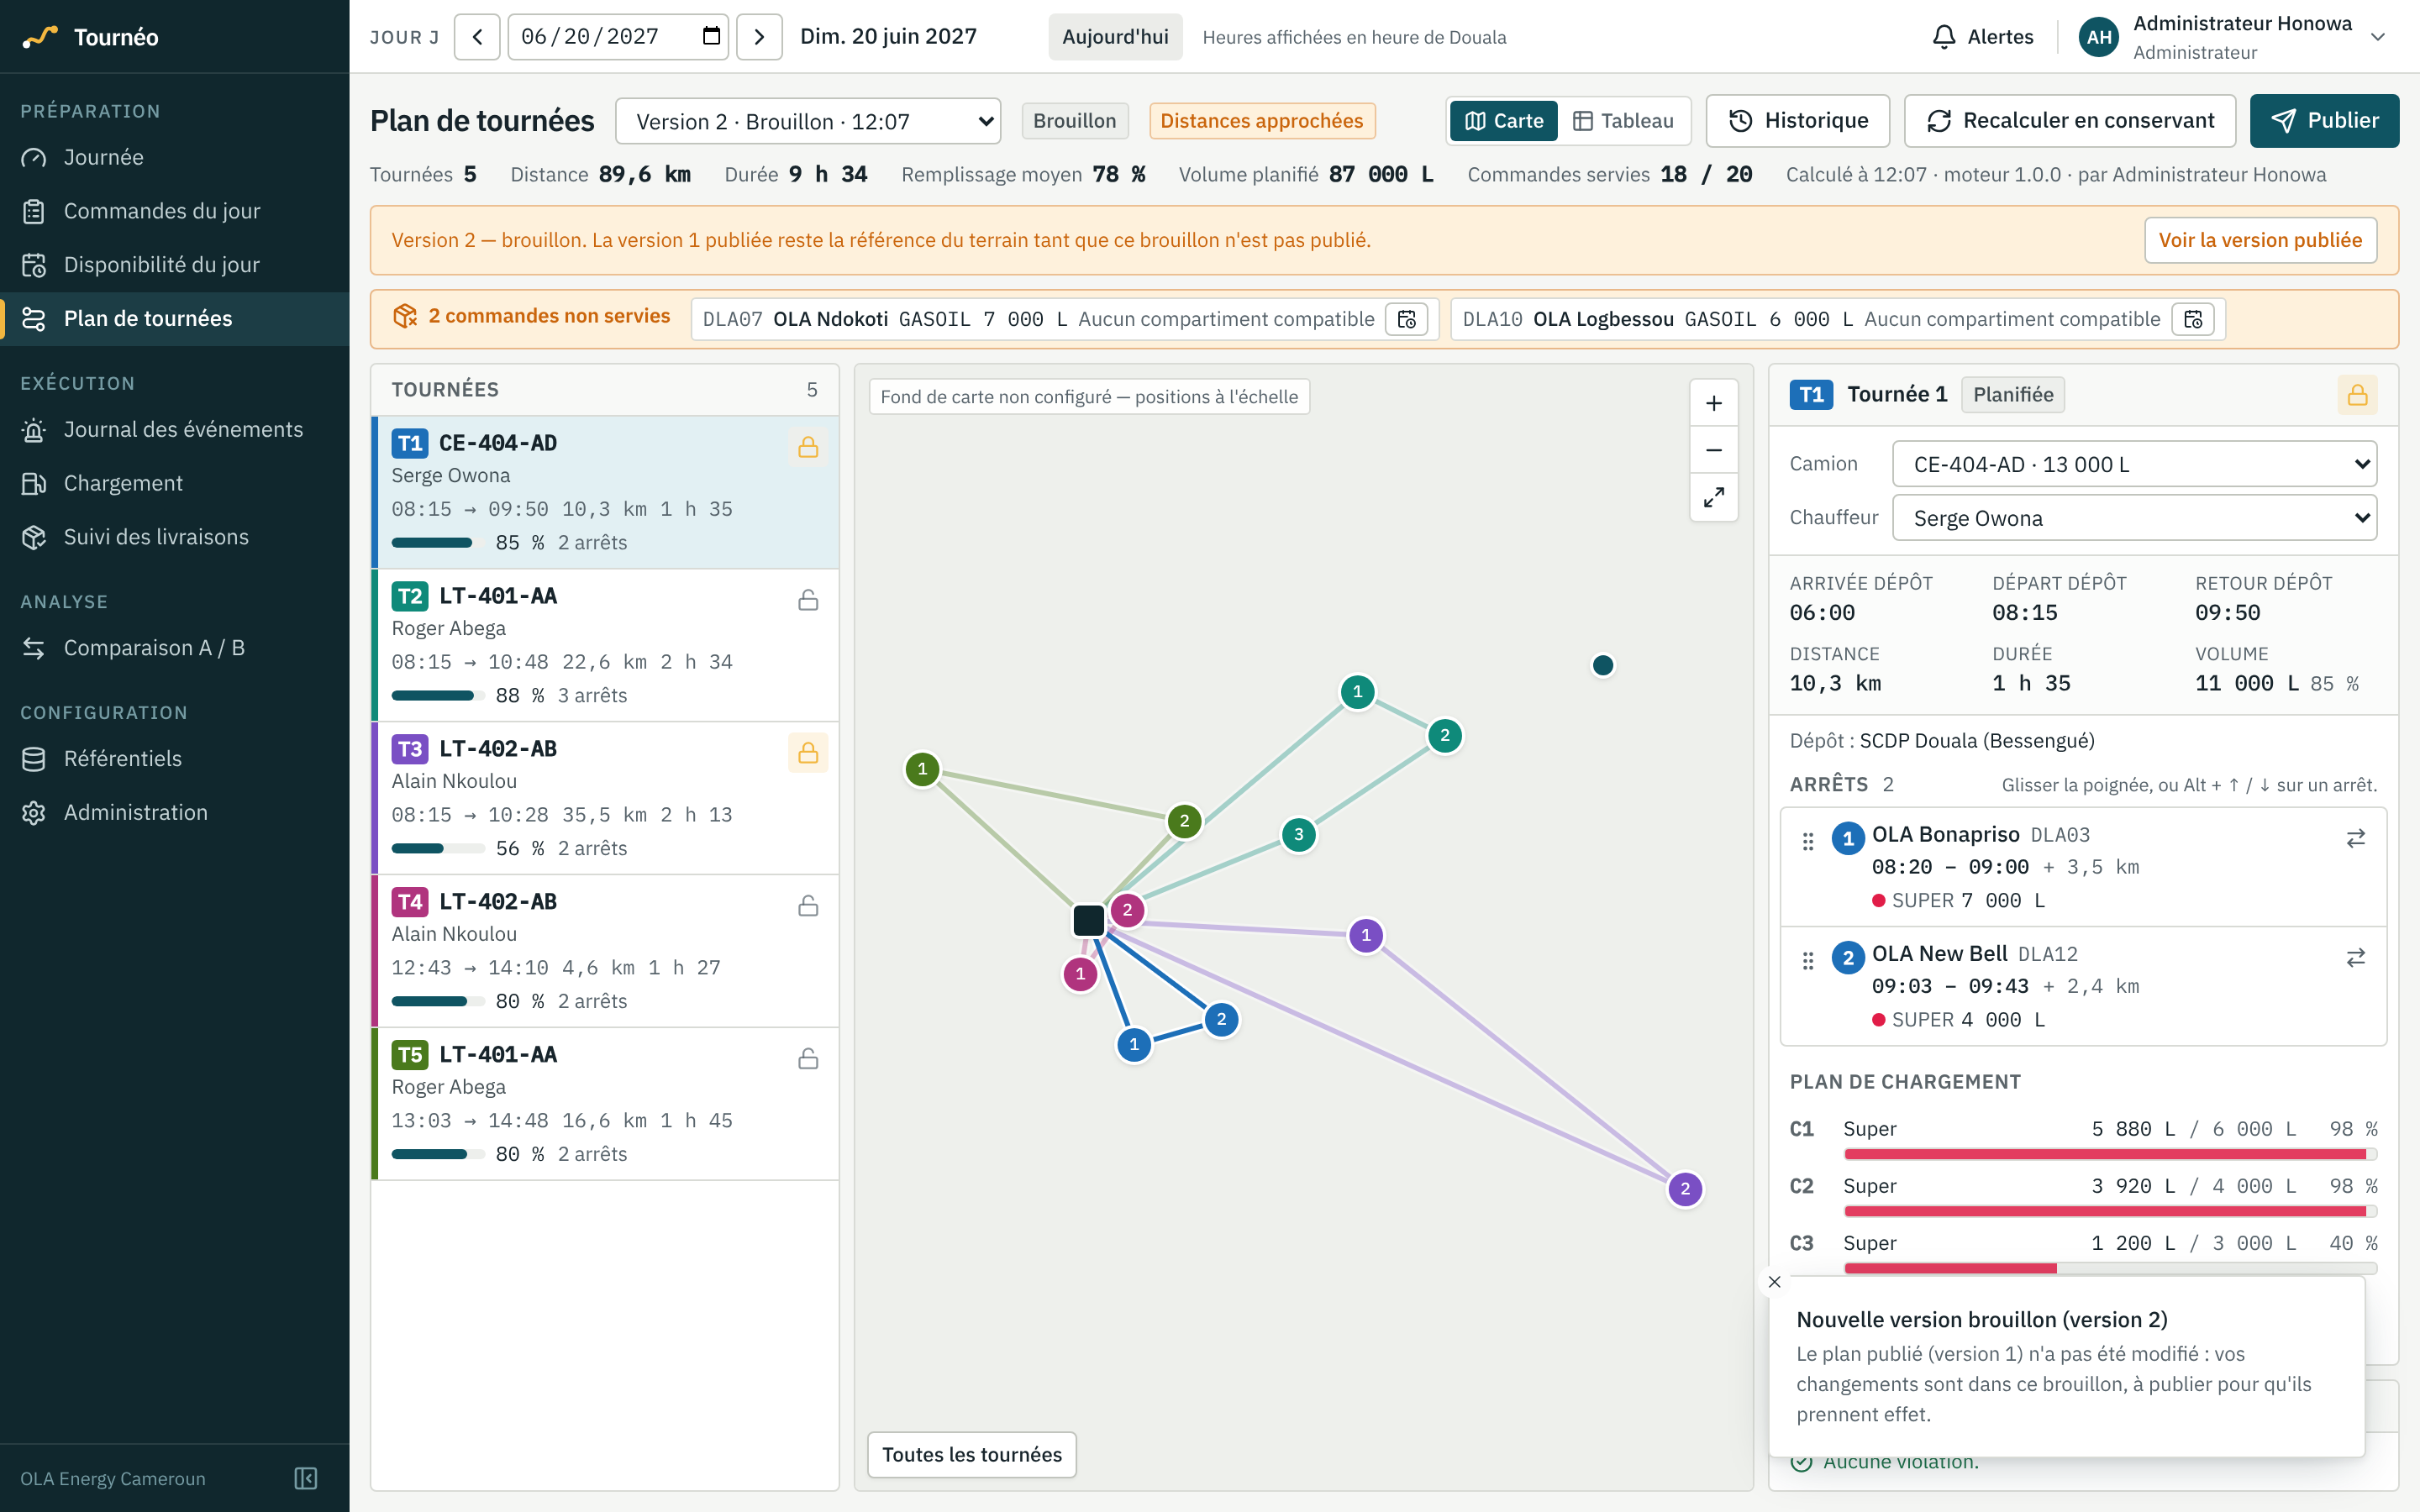 Tournéo
PRÉPARATION
Journée
Commandes du jour
Disponibilité du jour
Plan de tournées
EXÉCUTION
Journal des événements
Chargement
Suivi des livraisons
ANALYSE
Comparaison A / B
CONFIGURATION
Référentiels
Administration
OLA Energy Cameroun
JOUR J 06/20/2027 Dim. 20 juin 2027 Aujourd'hui Heures affichées en heure de Douala Alertes AH Administrateur Honowa
Administrateur
Plan de tournées Version 2 · Brouillon · 12:07 Brouillon Distances approchées Carte Tableau Historique Recalculer en conservant Publier
Tournées 5 Distance 89,6 km Durée 9 h 34 Remplissage moyen 78 % Volume planifié 87 000 L Commandes servies 18 / 20 Calculé à 12:07 · moteur 1.0.0 · par Administrateur Honowa
Version 2 — brouillon. La version 1 publiée reste la référence du terrain tant que ce brouillon n'est pas publié. Voir la version publiée
2 commandes non servies DLA07 OLA Ndokoti GASOIL 7 000 L Aucun compartiment compatible DLA10 OLA Logbessou GASOIL 6 000 L Aucun compartiment compatible
TOURNÉES 5
T1 CE-404-AD
Serge Owona
08:15 → 09:50 10,3 km 1 h 35
85 % 2 arrêts
T2 LT-401-AA
Roger Abega
08:15 → 10:48 22,6 km 2 h 34
88 % 3 arrêts
T3 LT-402-AB
Alain Nkoulou
08:15 → 10:28 35,5 km 2 h 13
56 % 2 arrêts
T4 LT-402-AB
Alain Nkoulou
12:43 → 14:10 4,6 km 1 h 27
80 % 2 arrêts
T5 LT-401-AA
Roger Abega
13:03 → 14:48 16,6 km 1 h 45
80 % 2 arrêts
Fond de carte non configuré — positions à l'échelle
+
−
1
2
1
2
3
2
1
1
2
1
2
Toutes les tournées
T1 Tournée 1 Planifiée
Camion CE-404-AD · 13 000 L
Chauffeur Serge Owona
ARRIVÉE DÉPÔT DÉPART DÉPÔT RETOUR DÉPÔT
06:00 08:15 09:50
DISTANCE DURÉE VOLUME
10,3 km 1 h 35 11 000 L 85 %
Dépôt : SCDP Douala (Bessengué)
ARRÊTS 2 Glisser la poignée, ou Alt + ↑ / ↓ sur un arrêt.
1 OLA Bonapriso DLA03
08:20 – 09:00 + 3,5 km
SUPER 7 000 L
2 OLA New Bell DLA12
09:03 – 09:43 + 2,4 km
SUPER 4 000 L
PLAN DE CHARGEMENT
C1 Super 5 880 L / 6 000 L 98 %
C2 Super 3 920 L / 4 000 L 98 %
C3 Super 1 200 L / 3 000 L 40 %
Nouvelle version brouillon (version 2)
Le plan publié (version 1) n'a pas été modifié : vos
changements sont dans ce brouillon, à publier pour qu'ils
prennent effet.
Aucune violation.